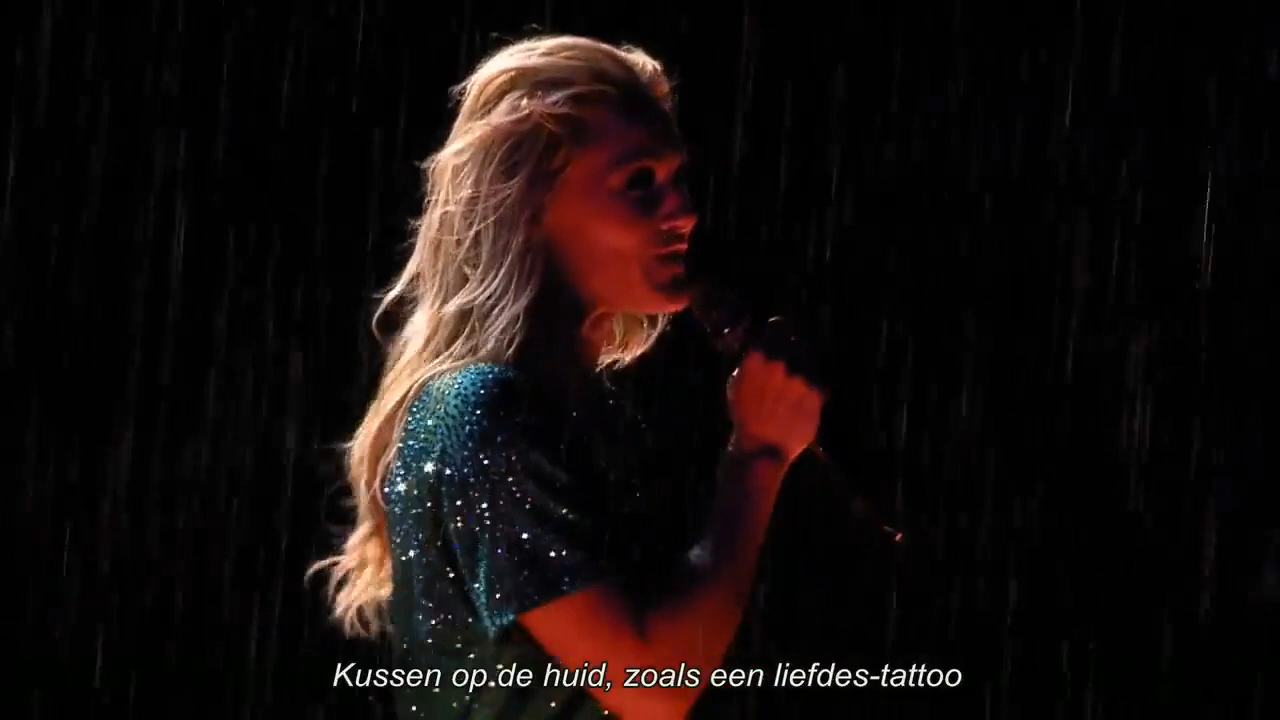 Kussen op de huid, zoals een liefdes-tattoo